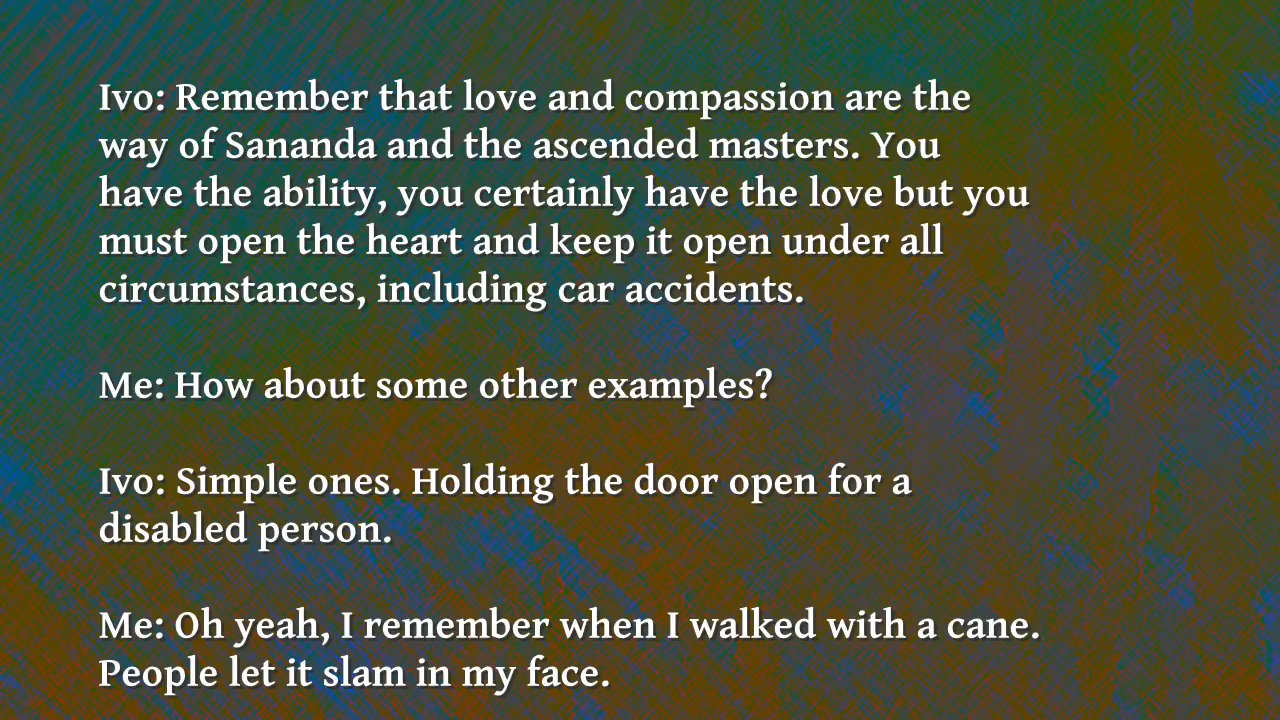 Ivo: Remember that love and compassion are the
way of Sananda and the ascended masters. You
have the ability, you certainly have the love but you
must open the heart and keep it open under all
circumstances, including car accidents.
Me: How about some other examples?
Ivo: Simple ones. Holding the door open for a
disabled person.
Me: Oh yeah, I remember when I walked with a cane.
People let it slam in my face.